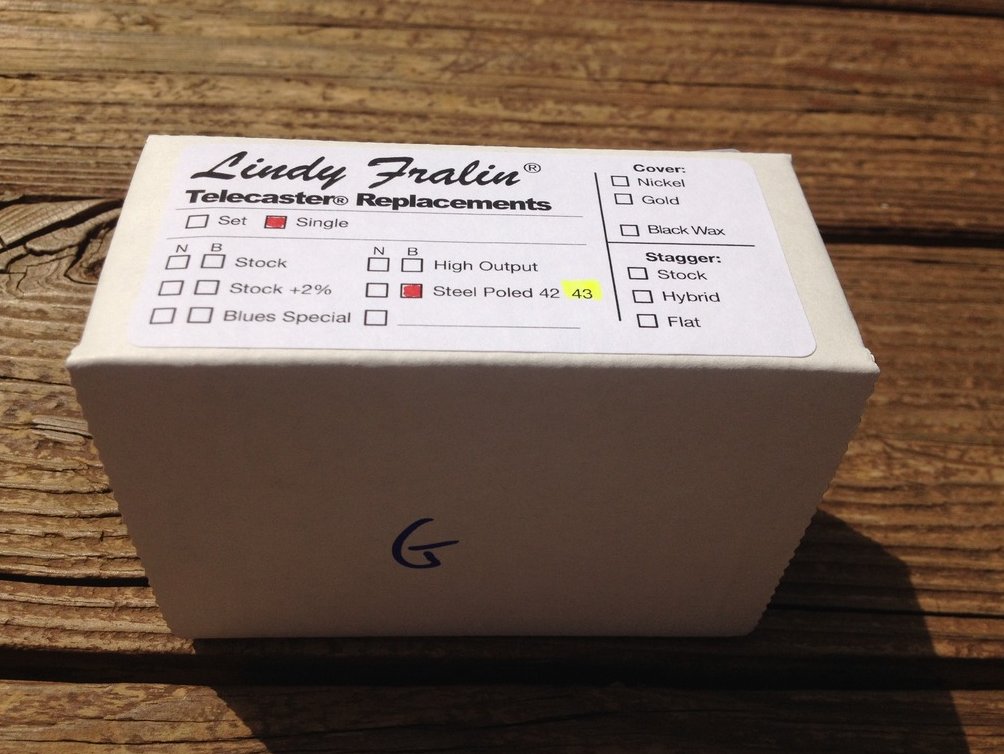 Lindy Fralin®
Telecaster® Replacements
Set Single
N B N B
Stock High Output
Stock +2% Steel Poled 42 43
Blues Special
Cover:
Nickel
Gold
Black Wax
Stagger:
Stock
Hybrid
Flat
G